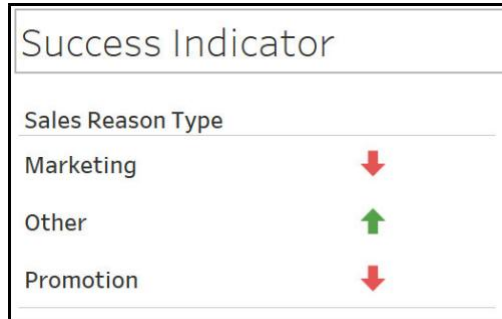 Success Indicator
Sales Reason Type
Marketing
Other
Promotion